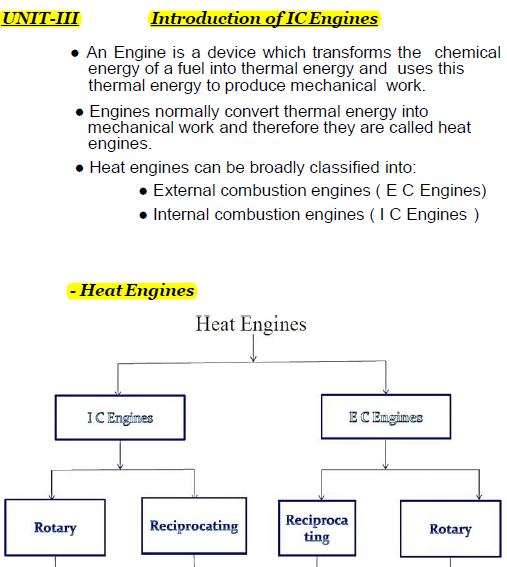 UNIT-III Introduction of IC Engines
• An Engine is a device which transforms the chemical
energy of a fuel into thermal energy and uses this
thermal energy to produce mechanical work.
• Engines normally convert thermal energy into
mechanical work and therefore they are called heat
engines.
• Heat engines can be broadly classified into:
• External combustion engines ( E C Engines)
• Internal combustion engines ( I C Engines )
- Heat Engines
Heat Engines
I C Engines
E C Engines
Rotary
Reciprocating
Reciproca
ting
Rotary